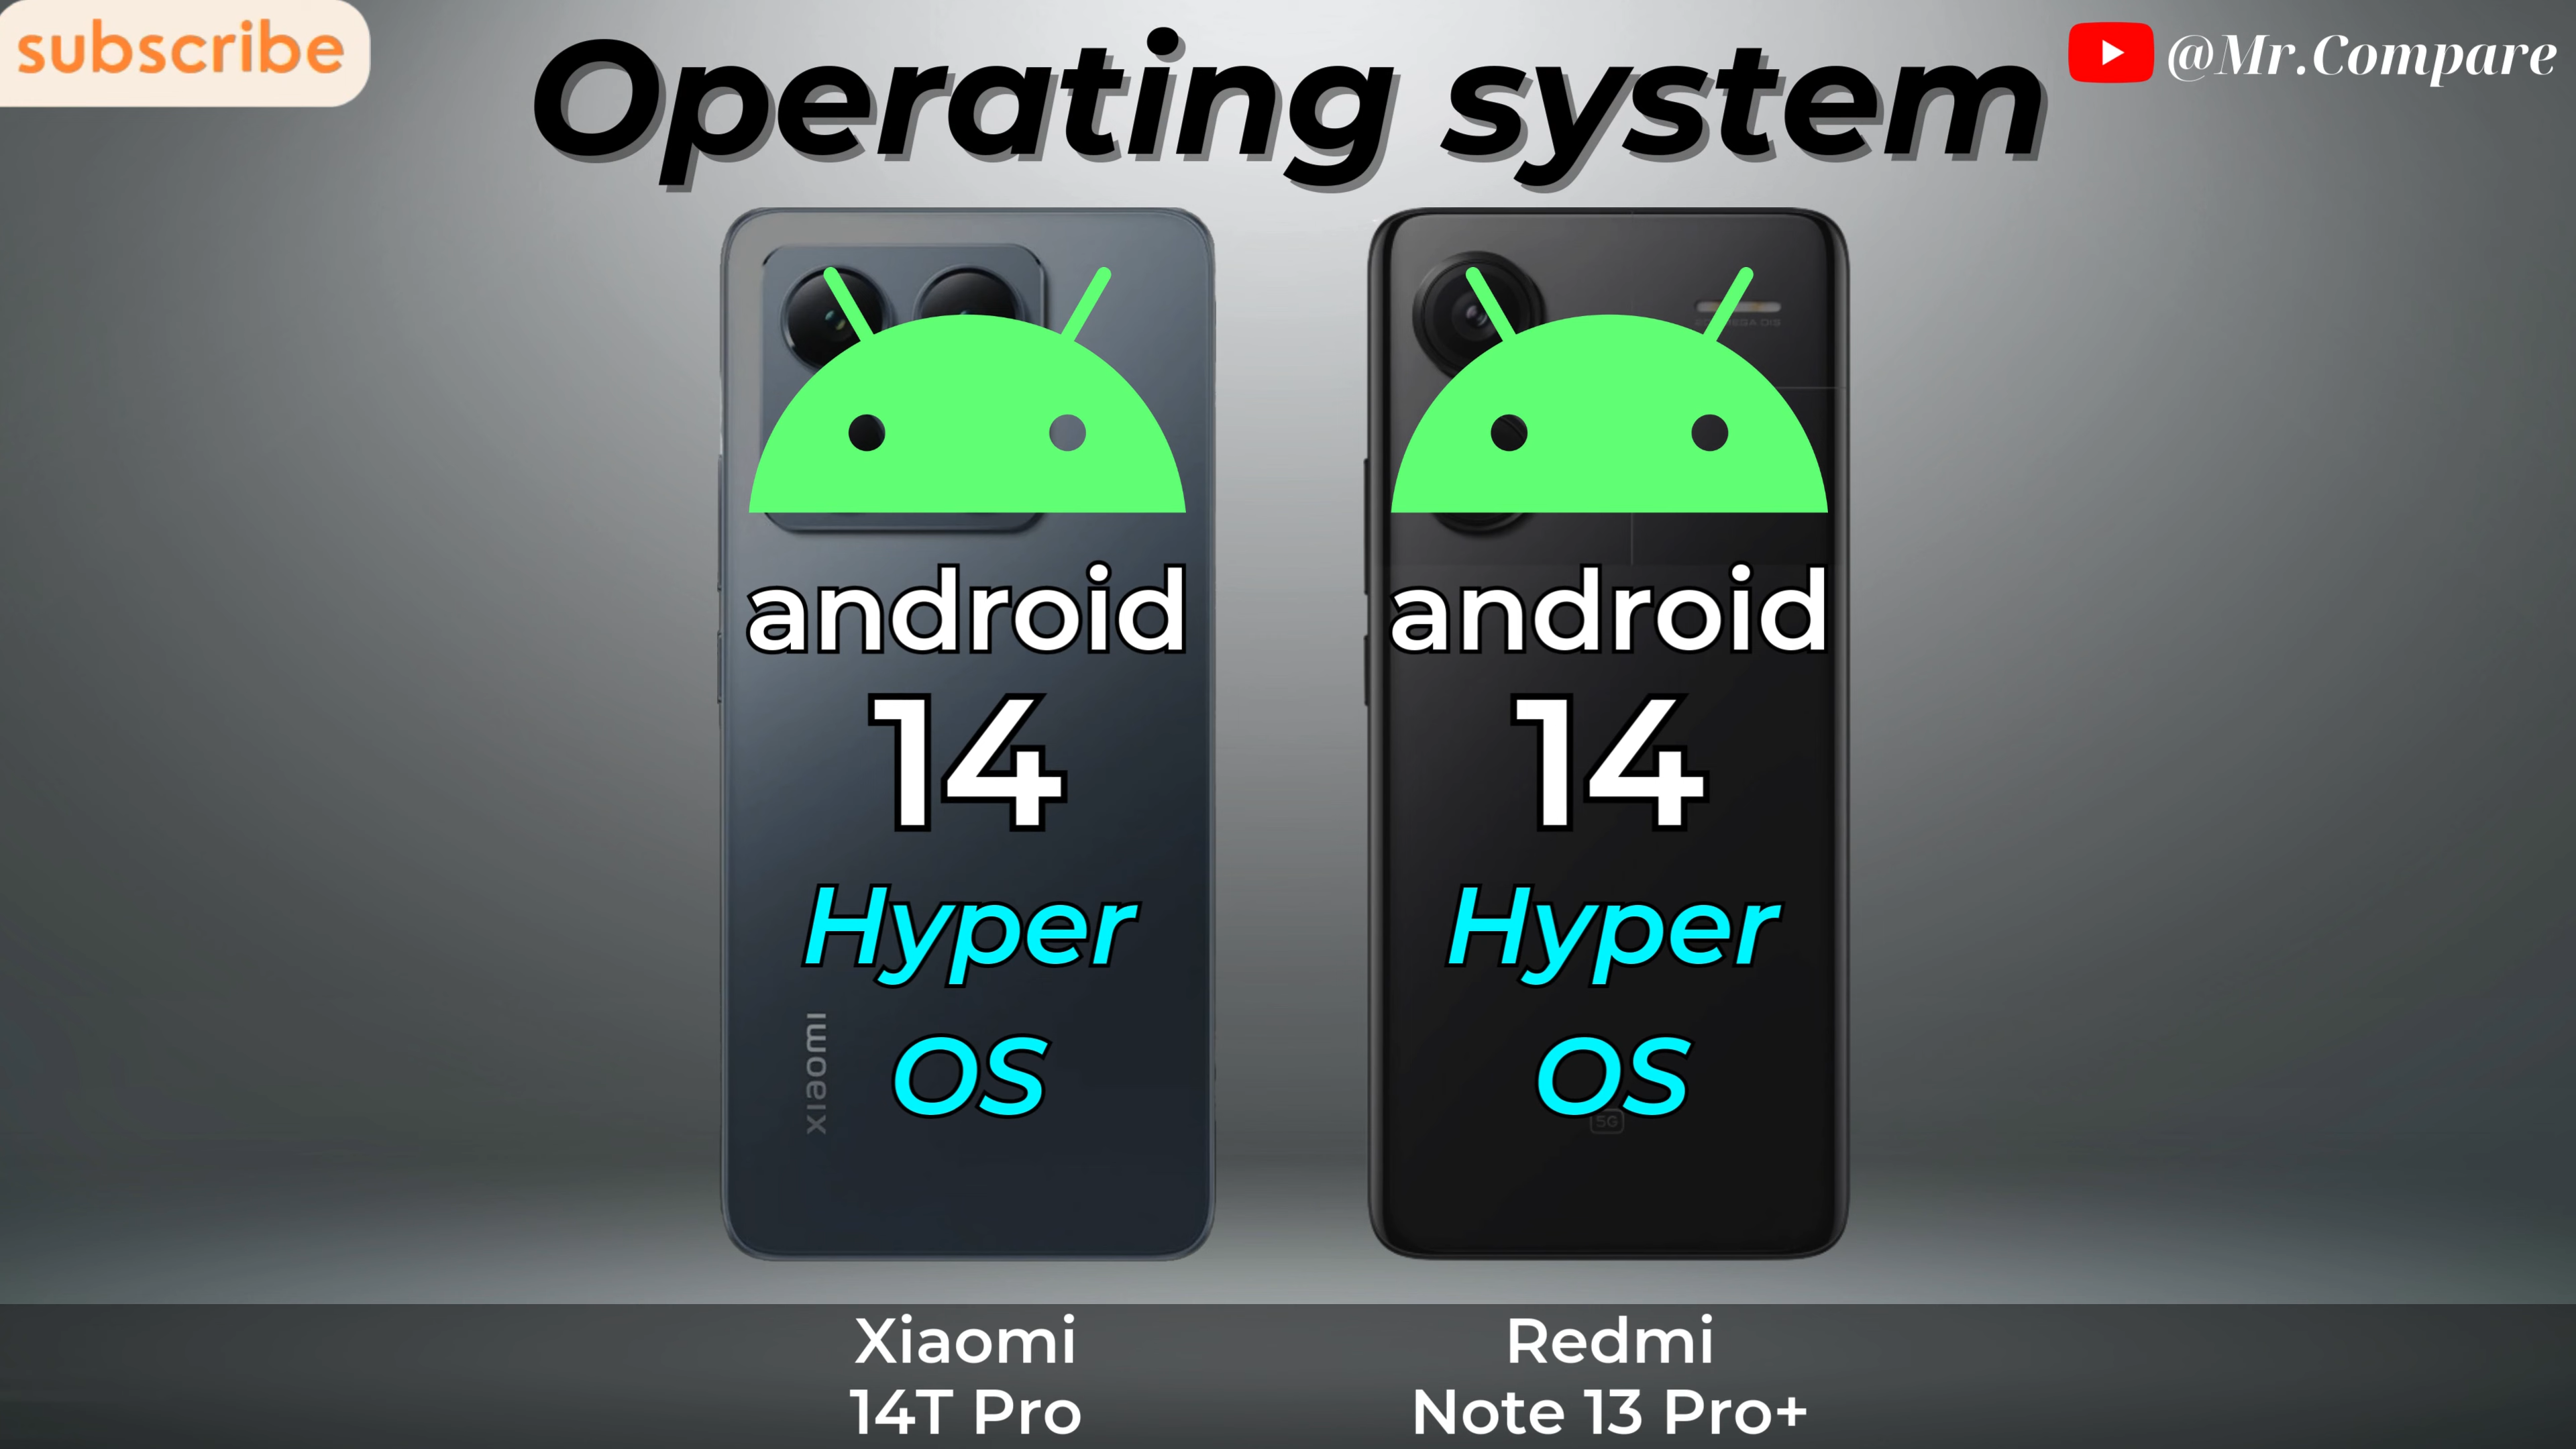 subscribe
Operating system
@Mr.Compare
android
14
Hyper
OS
xiaomi
android
14
Hyper
OS
5G
Xiaomi
14T Pro
Redmi
Note 13 Pro+